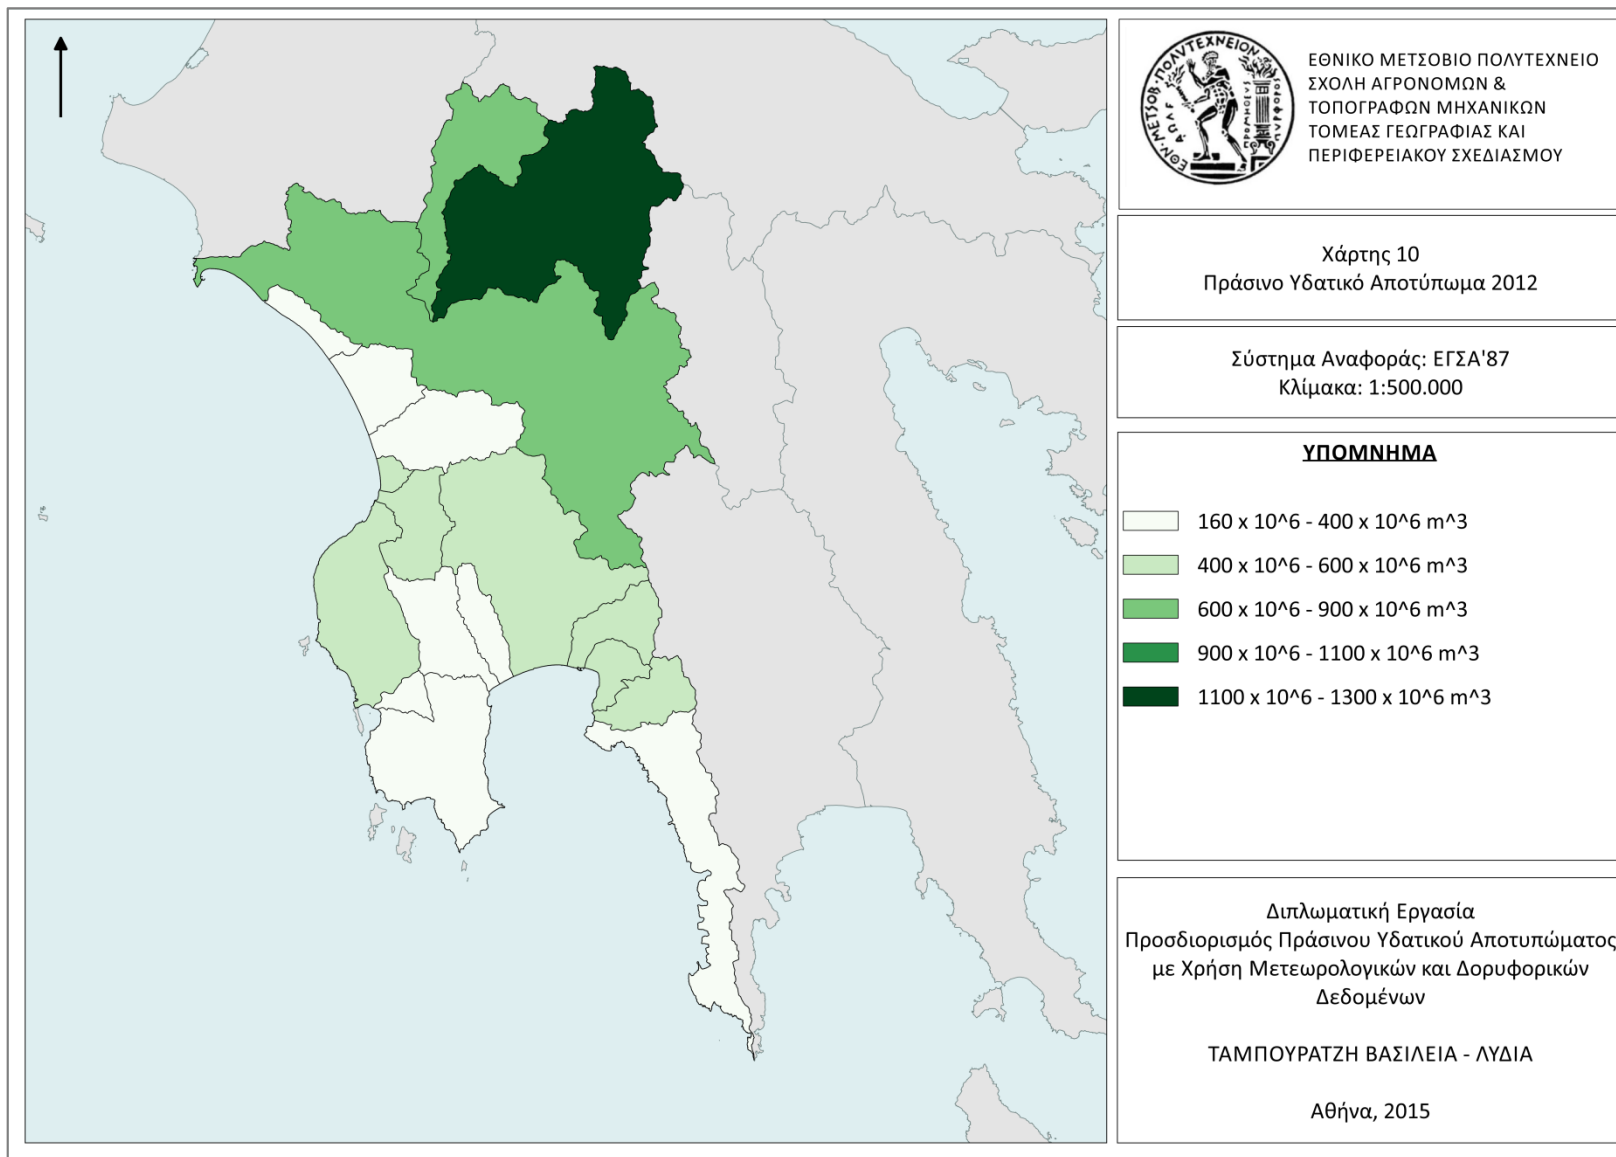 ΕΘΝΙΚΟ ΜΕΤΣΟΒΙΟ ΠΟΛΥΤΕΧΝΕΙΟ
ΣΧΟΛΗ ΑΓΡΟΝΟΜΩΝ &
ΤΟΠΟΓΡΑΦΩΝ ΜΗΧΑΝΙΚΩΝ
ΤΟΜΕΑΣ ΓΕΩΓΡΑΦΙΑΣ ΚΑΙ
ΠΕΡΙΦΕΡΕΙΑΚΟΥ ΣΧΕΔΙΑΣΜΟΥ
Χάρτης 10
Πράσινο Υδατικό Αποτύπωμα 2012
Σύστημα Αναφοράς: ΕΓΣΑ'87
Κλίμακα: 1:500.000
ΥΠΟΜΝΗΜΑ
160 x 10^6 - 400 x 10^6 m^3
400 x 10^6 - 600 x 10^6 m^3
600 x 10^6 - 900 x 10^6 m^3
900 x 10^6 - 1100 x 10^6 m^3
1100 x 10^6 - 1300 x 10^6 m^3
Διπλωματική Εργασία
Προσδιορισμός Πράσινου Υδατικού Αποτυπώματος
με Χρήση Μετεωρολογικών και Δορυφορικών
Δεδομένων
ΤΑΜΠΟΥΡΑΤΖΗ ΒΑΣΙΛΕΙΑ - ΛΥΔΙΑ
Αθήνα, 2015